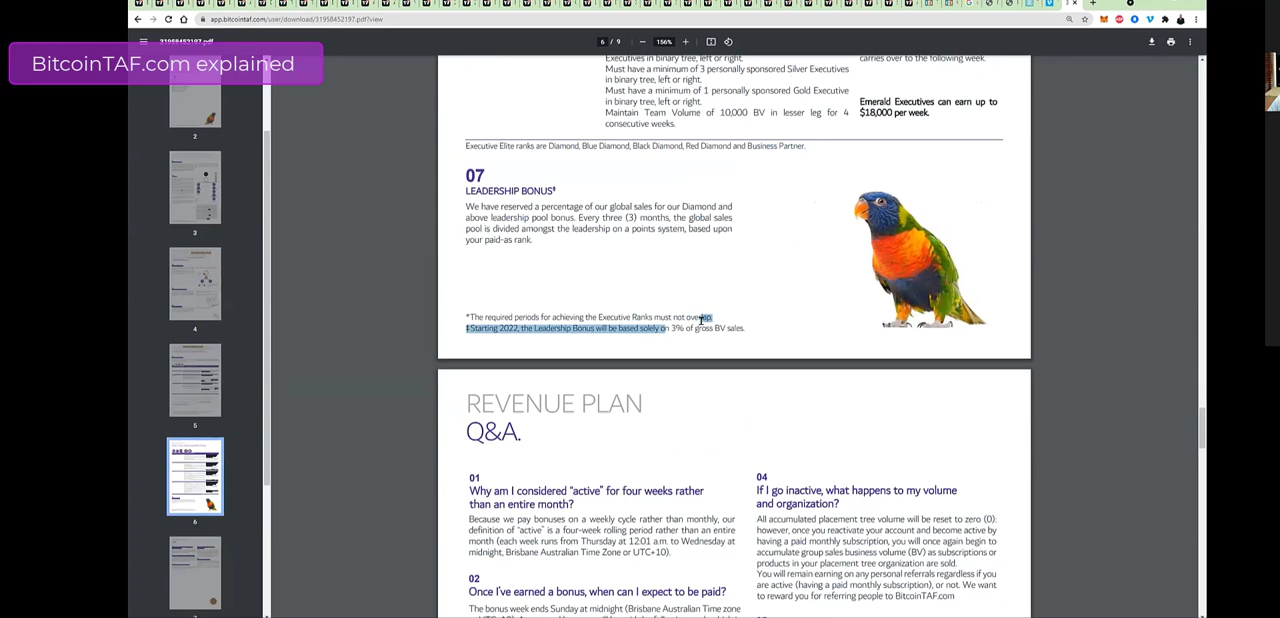 app.bitcointaf.com/user/download/31958452197.pdf?view
31958452197.pdf
6 / 9
156%
BitcoinTAF.com explained
2
3
4
5
6
Executives in binary tree, left or right.
Must have a minimum of 3 personally sponsored Silver Executives
in binary tree, left or right.
Must have a minimum of 1 personally sponsored Gold Executive
in binary tree, left or right.
Maintain Team Volume of 10,000 BV in lesser leg for 4
consecutive weeks.
carries over to the following week.
Emerald Executives can earn up to
$18,000 per week.
Executive Elite ranks are Diamond, Blue Diamond, Black Diamond, Red Diamond and Business Partner.
07
LEADERSHIP BONUS‡
We have reserved a percentage of our global sales for our Diamond and
above leadership pool bonus. Every three (3) months, the global sales
pool is divided amongst the leadership on a points system, based upon
your paid-as rank.
*The required periods for achieving the Executive Ranks must not overlap.
‡Starting 2022, the Leadership Bonus will be based solely on 3% of gross BV sales.
REVENUE PLAN
Q&A.
01
Why am I considered “active” for four weeks rather
than an entire month?
Because we pay bonuses on a weekly cycle rather than monthly, our
definition of “active” is a four-week rolling period rather than an entire
month (each week runs from Thursday at 12:01 a.m. to Wednesday at
midnight, Brisbane Australian Time Zone or UTC+10).
02
Once I've earned a bonus, when can I expect to be paid?
The bonus week ends Sunday at midnight (Brisbane Australian Time zone
04
If I go inactive, what happens to my volume
and organization?
All accumulated placement tree volume will be reset to zero (0);
however, once you reactivate your account and become active by
having a paid monthly subscription, you will once again begin to
accumulate group sales business volume (BV) as subscriptions or
products in your placement tree organization are sold.
You will remain earning on any personal referrals regardless if you
are active (having a paid monthly subscription), or not. We want
to reward you for referring people to BitcoinTAF.com